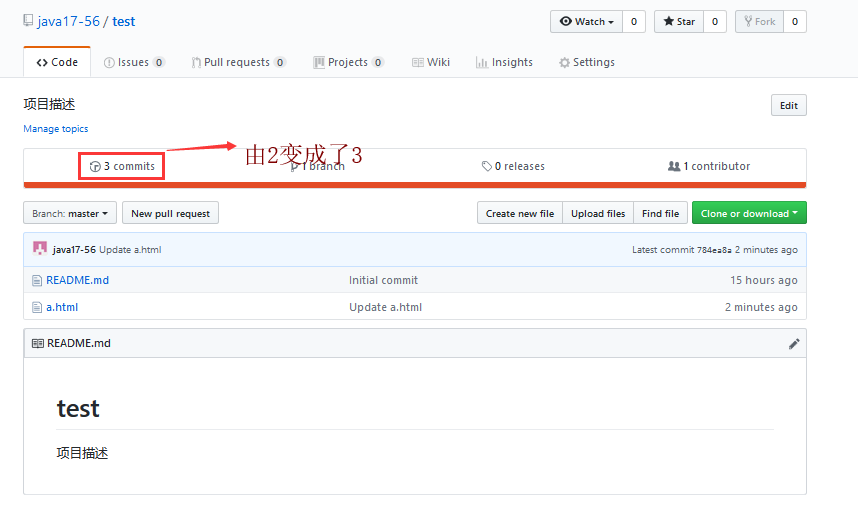 java17-56 / test
Watch 0 Star 0 Fork 0
Code Issues 0 Pull requests 0 Projects 0 Wiki Insights Settings
项目描述 Edit
Manage topics
由2变成了3
3 commits 1 branch 0 releases 1 contributor
Branch: master New pull request Create new file Upload files Find file Clone or download
java17-56 Update a.html Latest commit 784ea8a 2 minutes ago
README.md Initial commit 15 hours ago
a.html Update a.html 2 minutes ago
README.md
test
项目描述